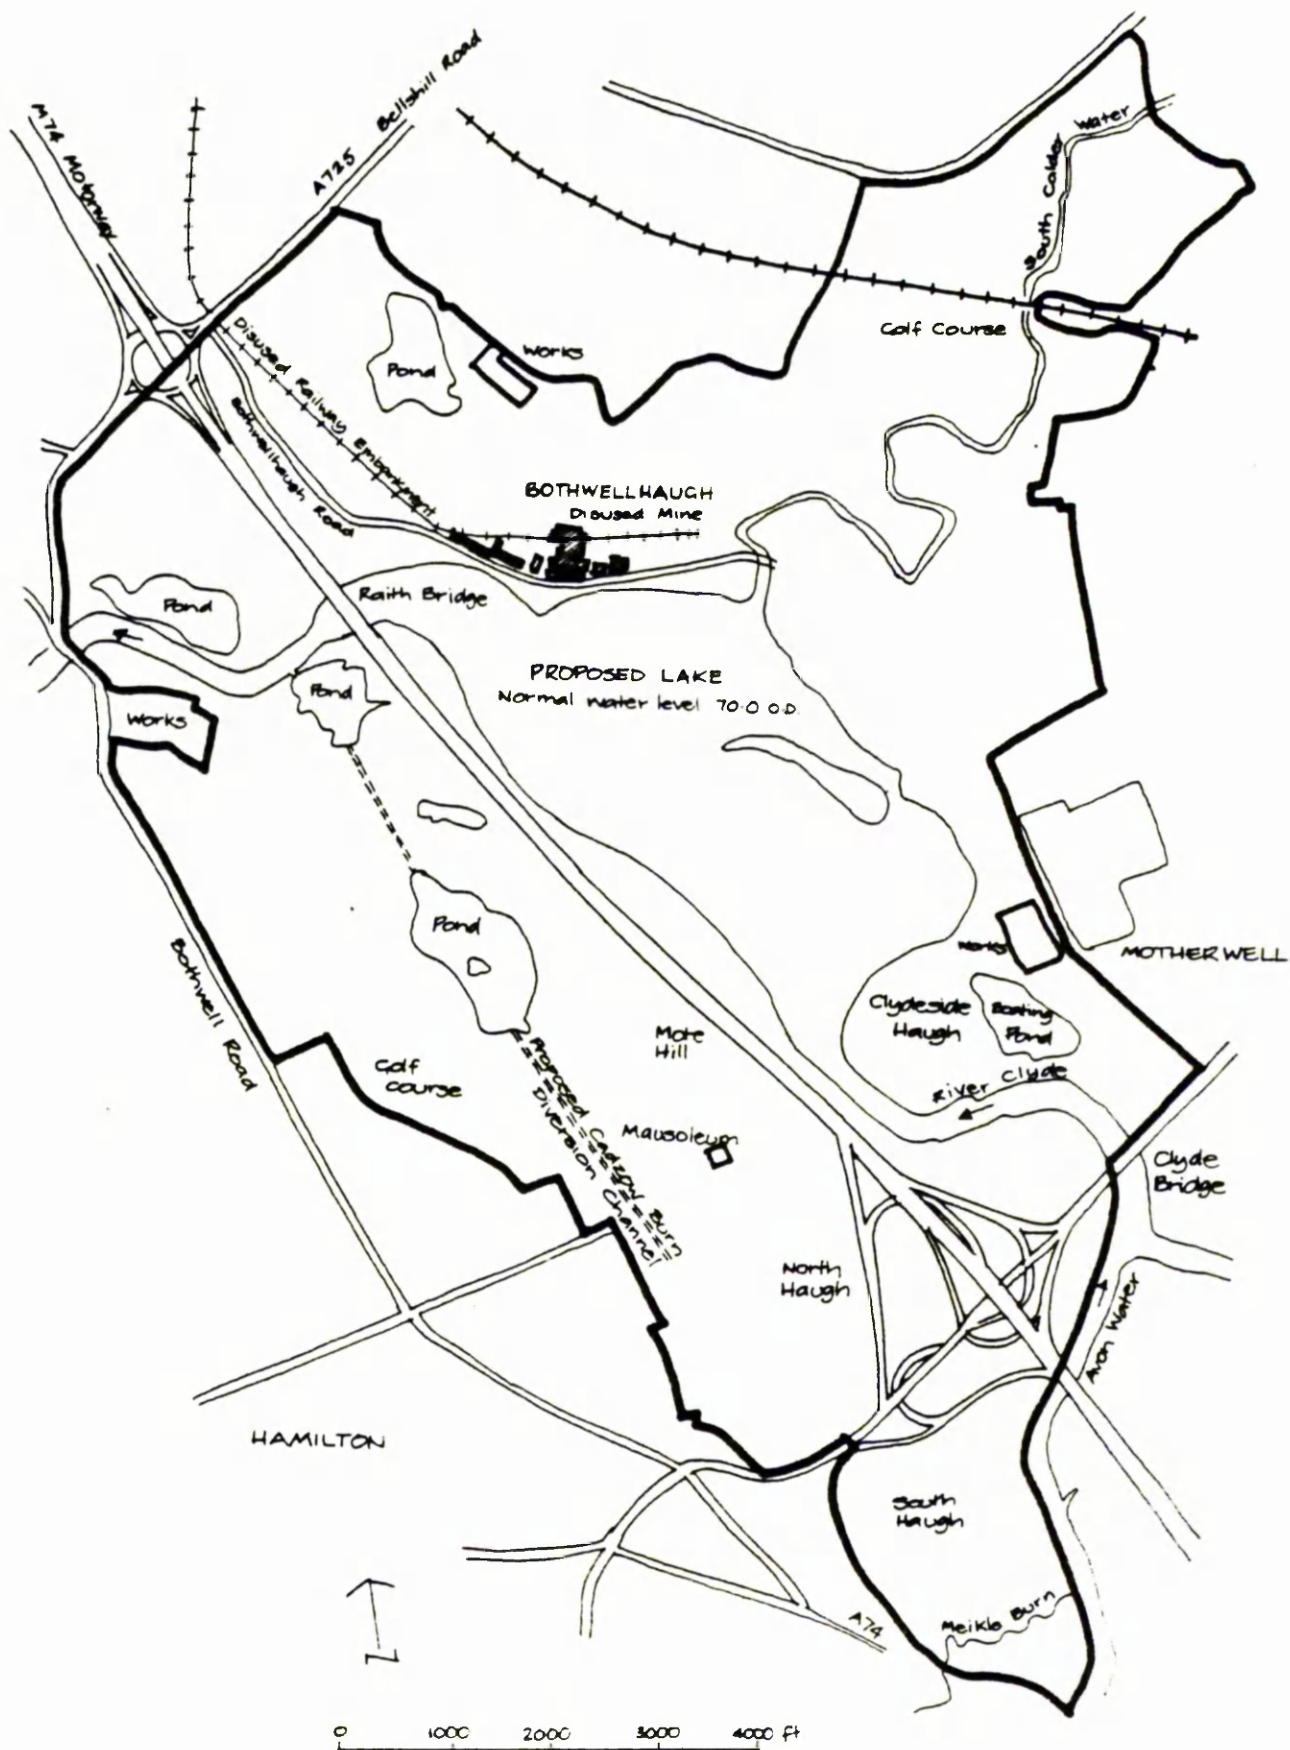 M74 Motorway
A725
Bellshill Road
South Calder
Water
Golf Course
Disused Railway Embankment
Bothwellhaugh Road
Pond
Works
BOTHWELLHAUGH
Disused Mine
Pond
Raith Bridge
PROPOSED LAKE
Normal water level 70·0 O.D.
Pond
Works
Pond
Works
MOTHERWELL
Clydeside
Haugh
Boating
Pond
River Clyde
Bothwell Road
Golf
Course
Mote
Hill
Mausoleum
Proposed Cadzow Burn
Diversion Channel
Clyde
Bridge
North
Haugh
Avon Water
HAMILTON
South
Haugh
Meikle Burn
A74
N
0 1000 2000 3000 4000 ft